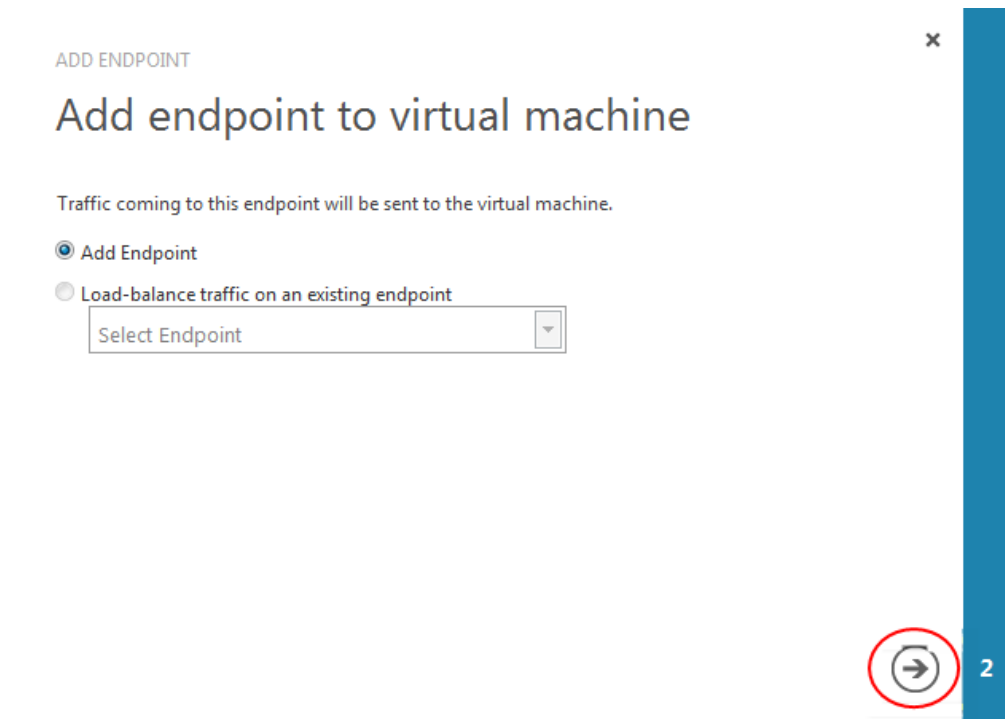 ADD ENDPOINT
Add endpoint to virtual machine
Traffic coming to this endpoint will be sent to the virtual machine.
Add Endpoint
Load-balance traffic on an existing endpoint
Select Endpoint
2